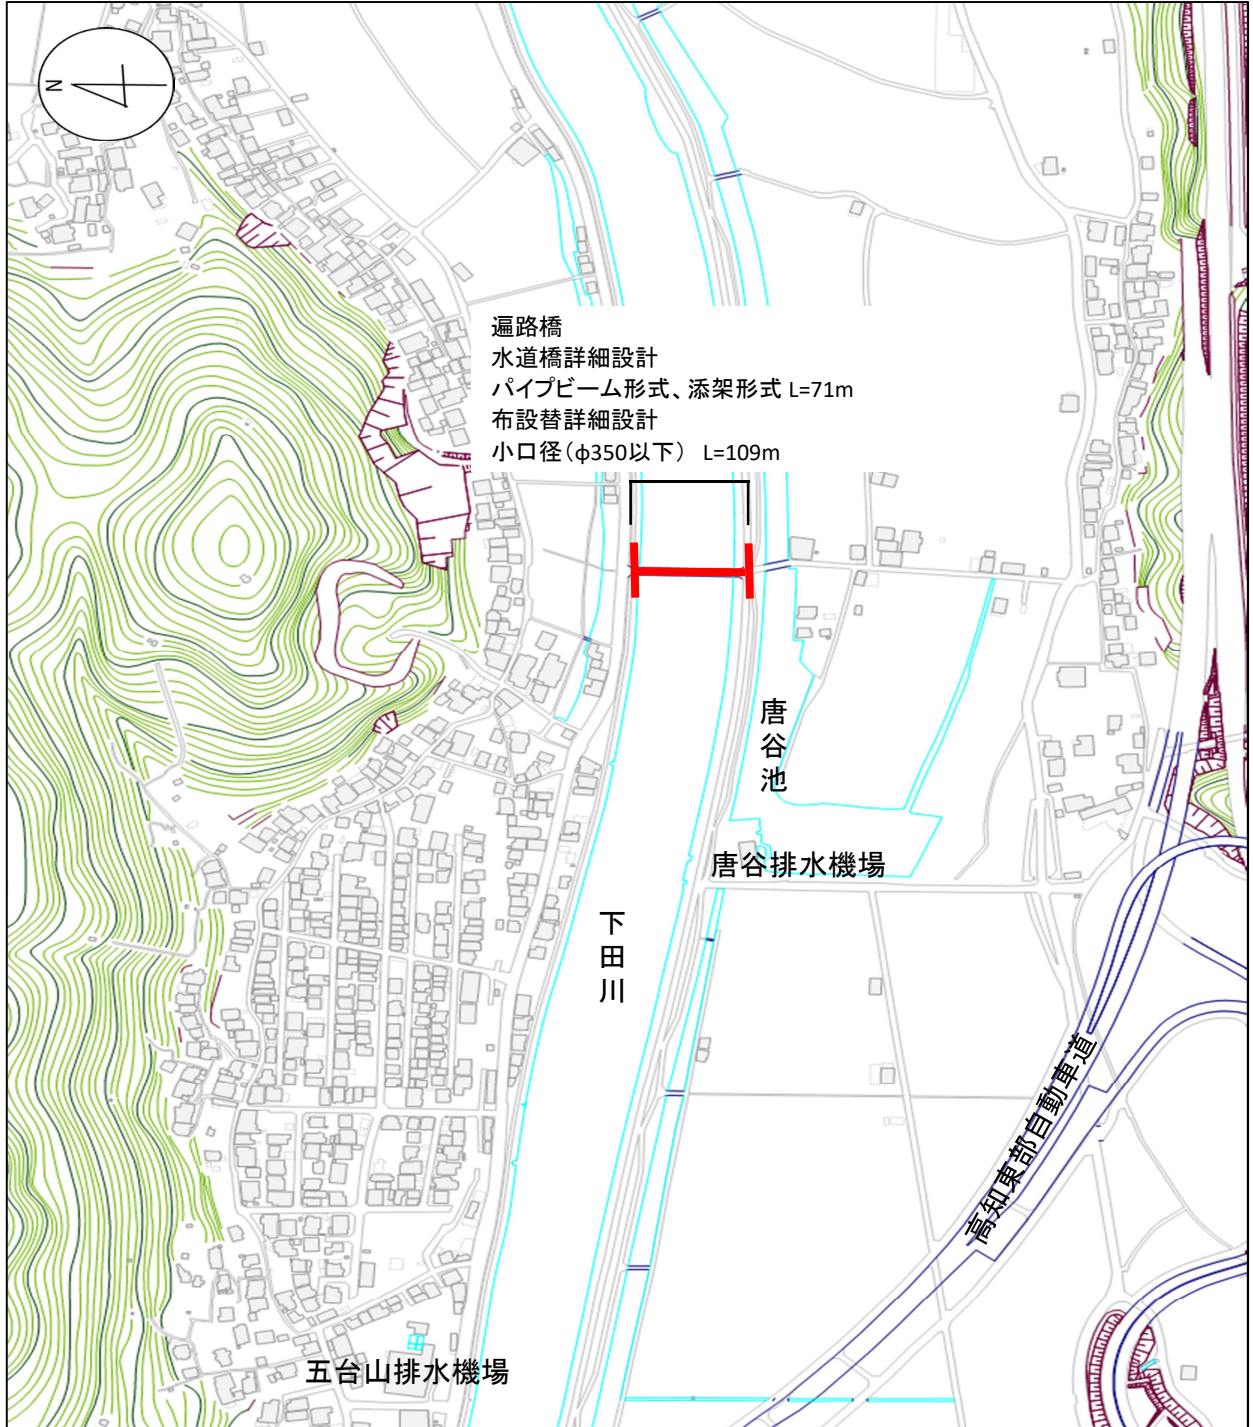 N
遍路橋
水道橋詳細設計
パイプビーム形式、添架形式 L=71m
布設替詳細設計
小口径(φ350以下) L=109m
唐谷池
唐谷排水機場
下田川
高知東部自動車道
五台山排水機場